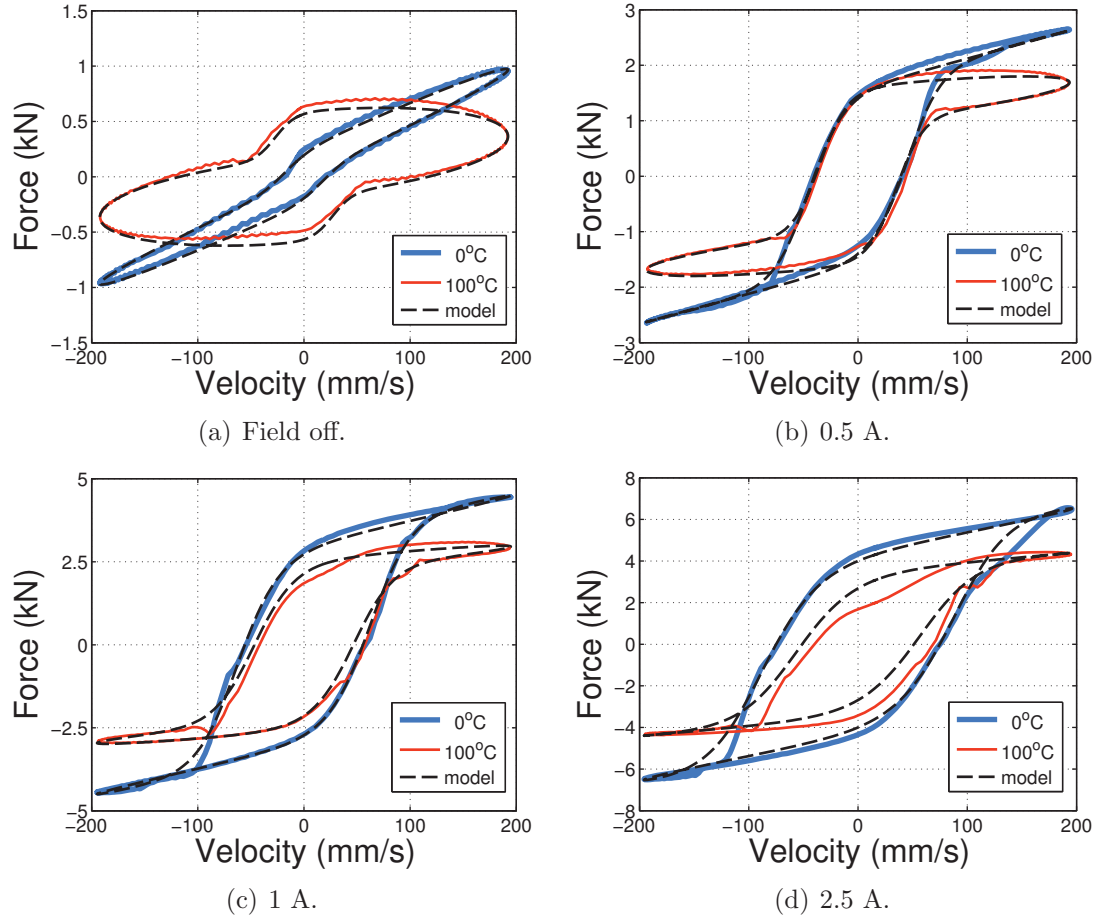 1.5
1
0.5
0
−0.5
−1
−1.5
Force (kN)
−200 −100 0 100 200
Velocity (mm/s)
0°C
100°C
model
(a) Field off.
3
2
1
0
−1
−2
−3
Force (kN)
−200 −100 0 100 200
Velocity (mm/s)
0°C
100°C
model
(b) 0.5 A.
5
2.5
0
−2.5
−5
Force (kN)
−200 −100 0 100 200
Velocity (mm/s)
0°C
100°C
model
(c) 1 A.
8
6
4
2
0
−2
−4
−6
−8
Force (kN)
−200 −100 0 100 200
Velocity (mm/s)
0°C
100°C
model
(d) 2.5 A.